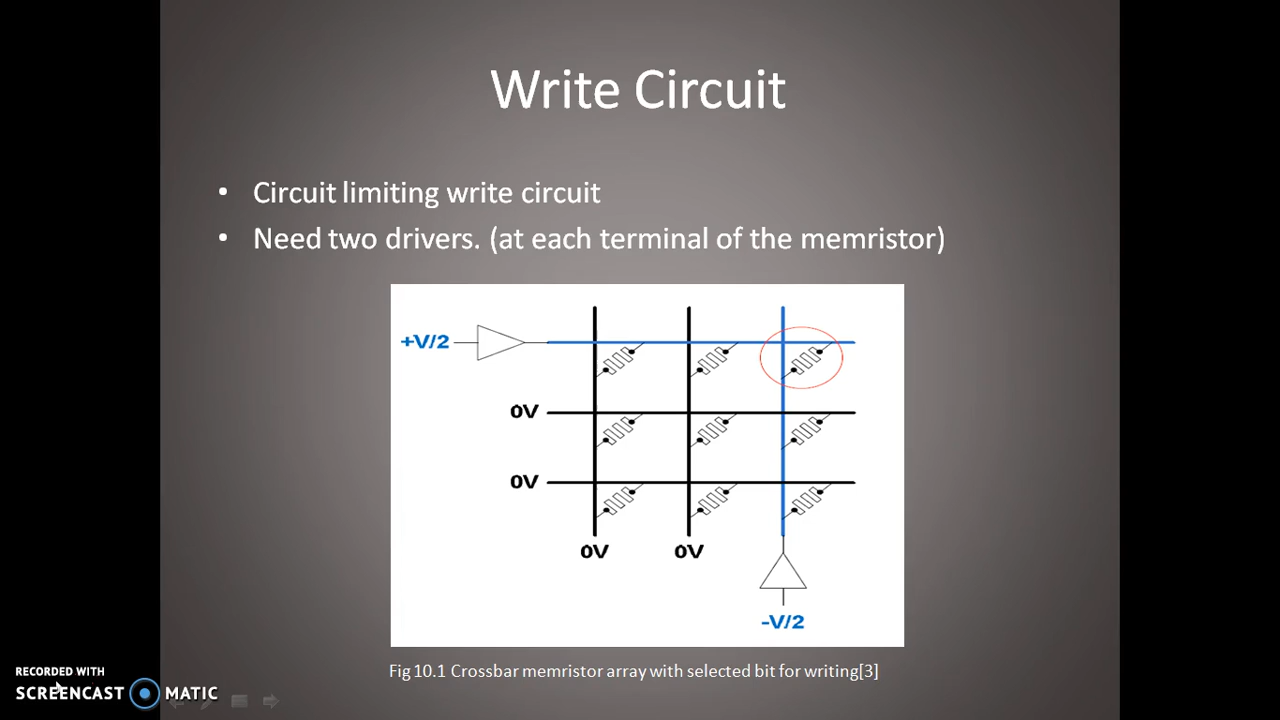 Write Circuit
• Circuit limiting write circuit
• Need two drivers. (at each terminal of the memristor)
+V/2
0V
0V
0V 0V
-V/2
Fig 10.1 Crossbar memristor array with selected bit for writing[3]
RECORDED WITH
SCREENCAST MATIC